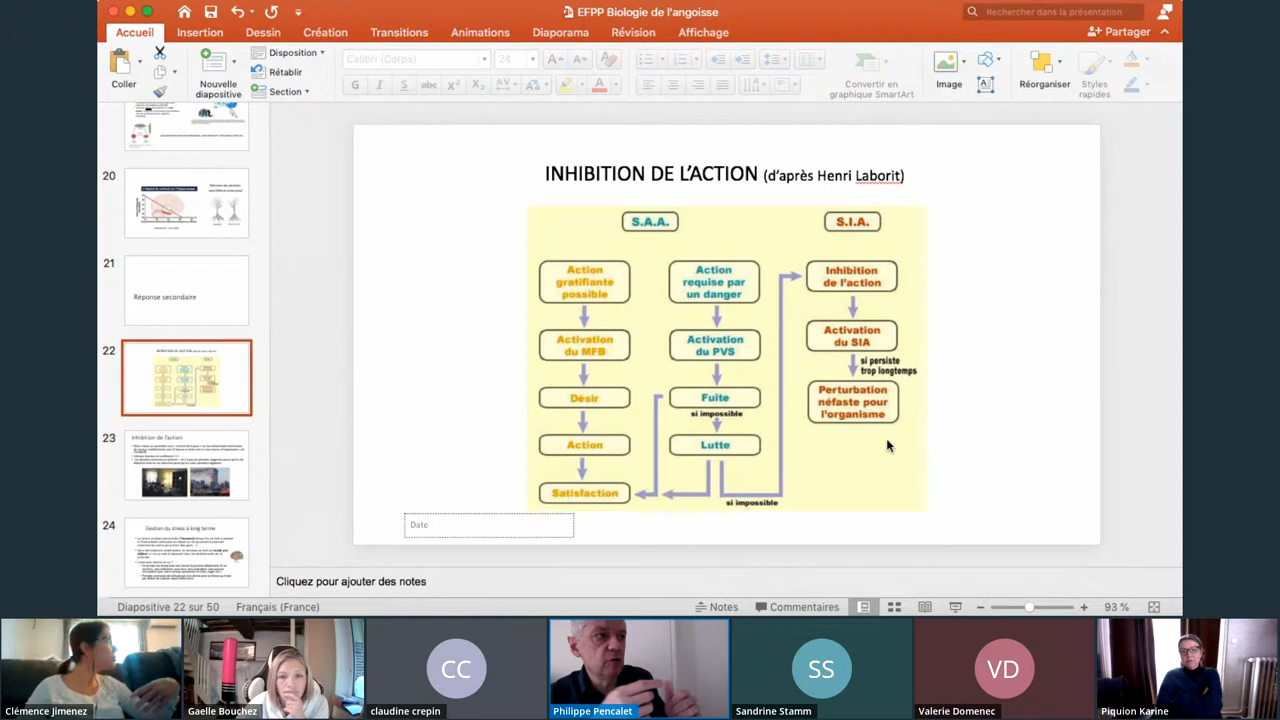 EFPP Biologie de l'angoisse
Rechercher dans la présentation
Accueil
Insertion
Dessin
Création
Transitions
Animations
Diaporama
Révision
Affichage
Partager
Coller
Nouvelle
diapositive
Disposition
Rétablir
Section
Calibri (Corps)
24
Convertir en
graphique SmartArt
Image
Réorganiser
Styles
rapides
20
21
Réponse secondaire
22
23
Inhibition de l'action
24
Gestion du stress à long terme
INHIBITION DE L'ACTION (d'après Henri Laborit)
S.A.A.
S.I.A.
Action
gratifiante
possible
Activation
du MFB
Désir
Action
Satisfaction
Action
requise par
un danger
Activation
du PVS
Fuite
si impossible
Lutte
si impossible
Inhibition
de l'action
Activation
du SIA
si persiste
trop longtemps
Perturbation
néfaste pour
l'organisme
Date
Cliquez pour ajouter des notes
Diapositive 22 sur 50
Français (France)
Notes
Commentaires
93 %
CC
SS
VD
Clémence Jimenez
Gaelle Bouchez
claudine crepin
Philippe Pencalet
Sandrine Stamm
Valerie Domenec
Piquion Karine